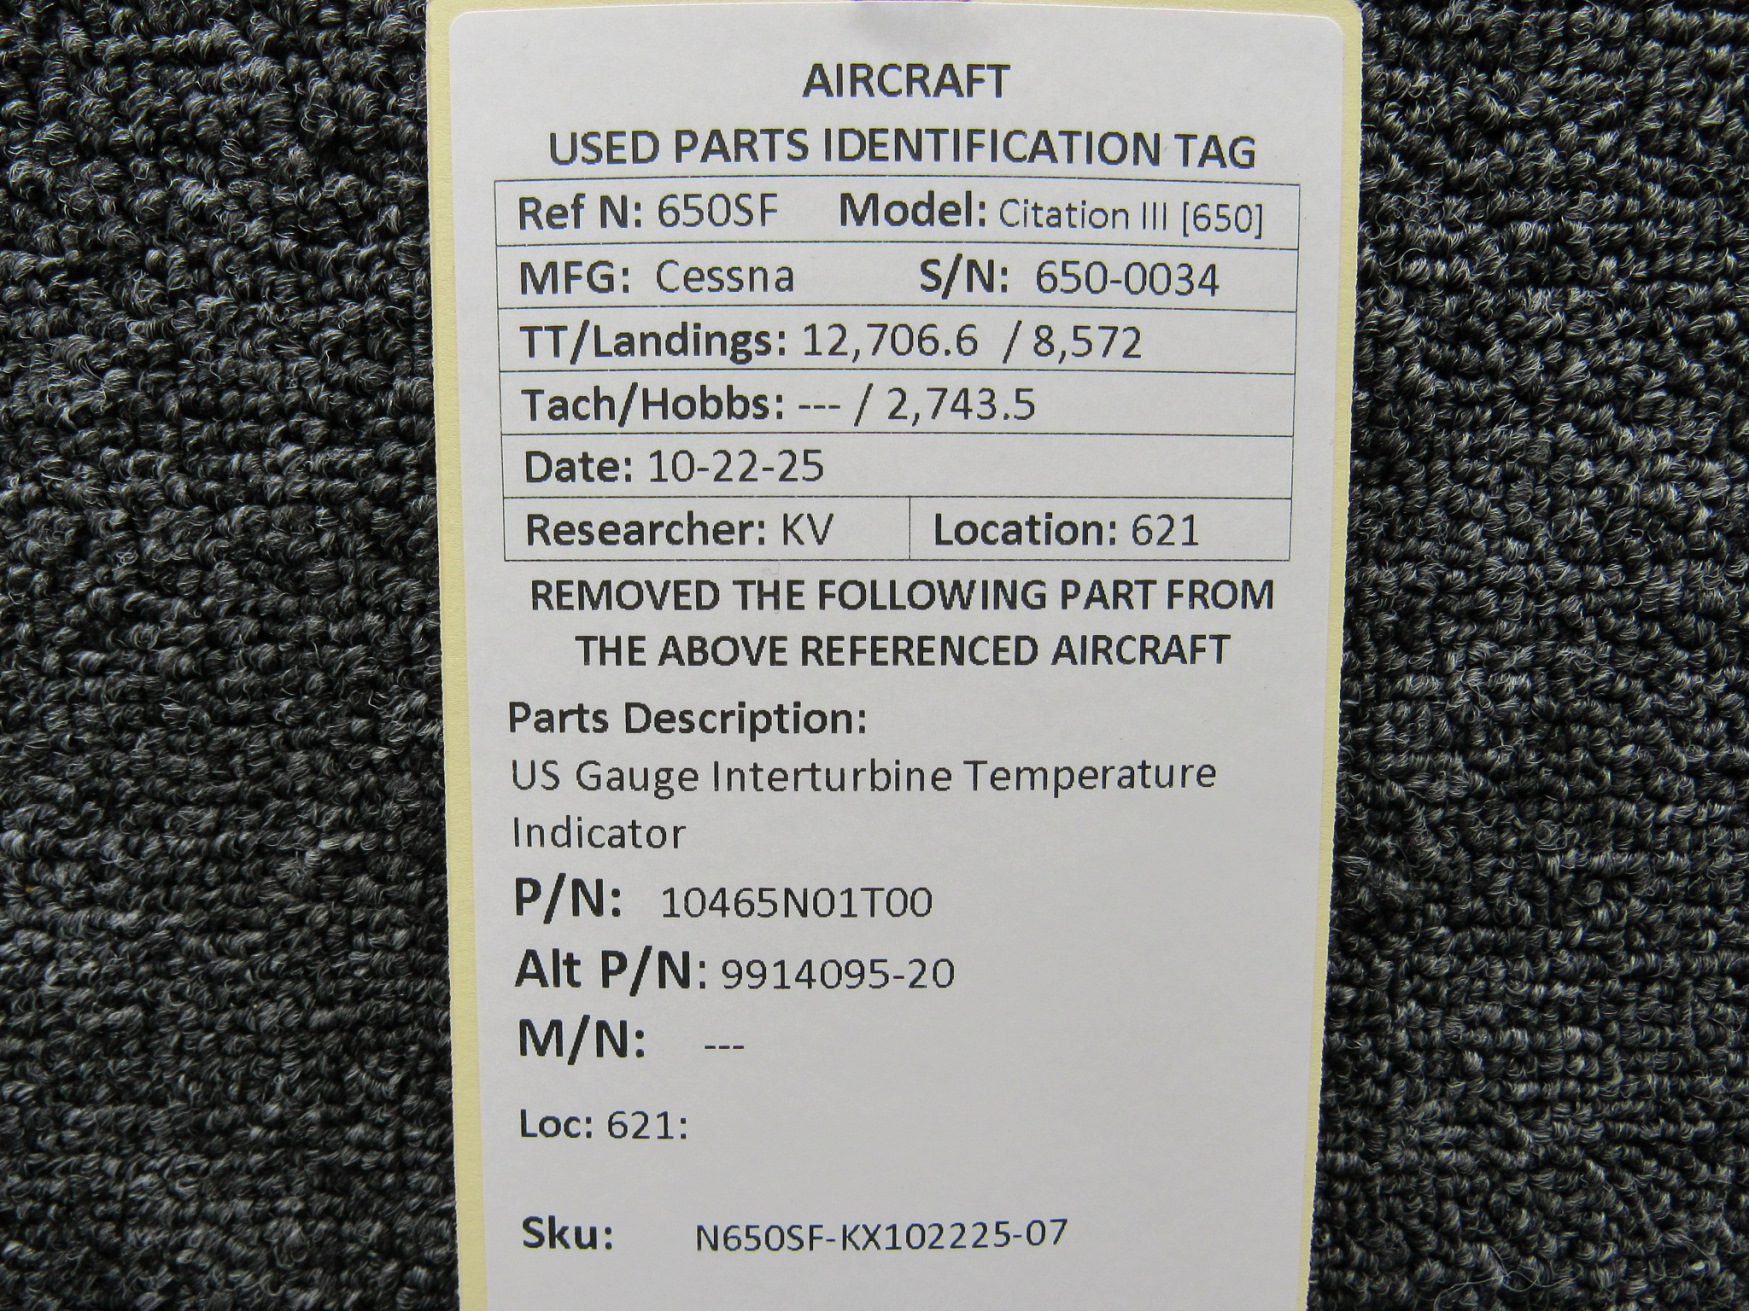 AIRCRAFT
USED PARTS IDENTIFICATION TAG
Ref N: 650SF Model: Citation III [650]
MFG: Cessna S/N: 650-0034
TT/Landings: 12,706.6 / 8,572
Tach/Hobbs: --- / 2,743.5
Date: 10-22-25
Researcher: KV Location: 621
REMOVED THE FOLLOWING PART FROM
THE ABOVE REFERENCED AIRCRAFT
Parts Description:
US Gauge Interturbine Temperature
Indicator
P/N: 10465N01T00
Alt P/N: 9914095-20
M/N: ---
Loc: 621:
Sku: N650SF-KX102225-07